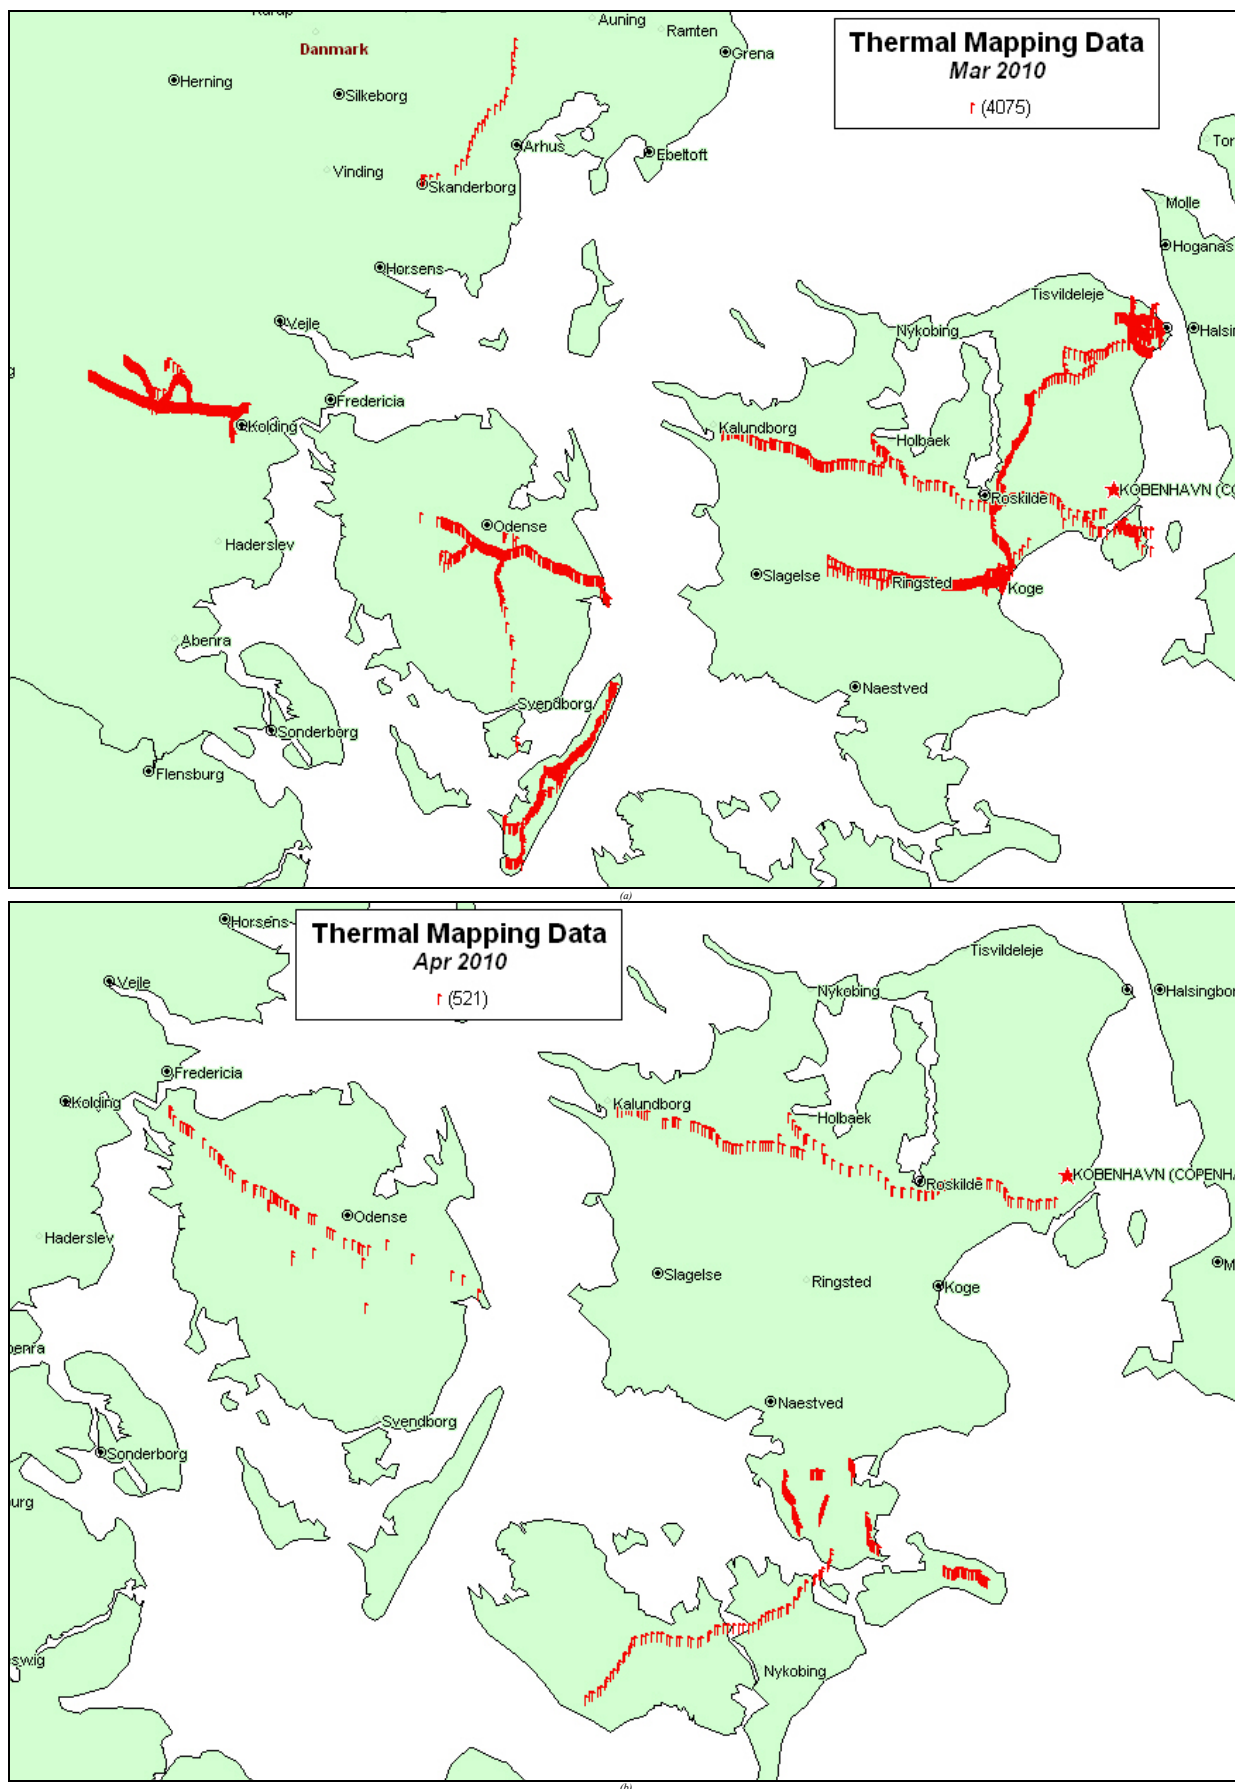 Auning
Ramten
Danmark
Grena
Herning
Silkeborg
Thermal Mapping Data
Mar 2010
(4075)
Arhus
Ebeltoft
Vinding
Skanderborg
Molle
Hoganas
Horsens
Tisvildeleje
Vejle
Nykobing
Fredericia
Kolding
Kalundborg
Holbaek
Roskilde
KOBENHAVN (CO
Odense
Haderslev
Slagelse
Ringsted
Koge
Abenra
Naestved
Svendborg
Sonderborg
Flensburg
(a)
Horsens
Thermal Mapping Data
Apr 2010
(521)
Tisvildeleje
Vejle
Nykobing
Halsingbor
Fredericia
Kolding
Kalundborg
Holbaek
Roskilde
KOBENHAVN (COPENHA
Odense
Haderslev
Slagelse
Ringsted
Koge
benra
Naestved
Svendborg
Sonderborg
urg
swig
Nykobing
(b)